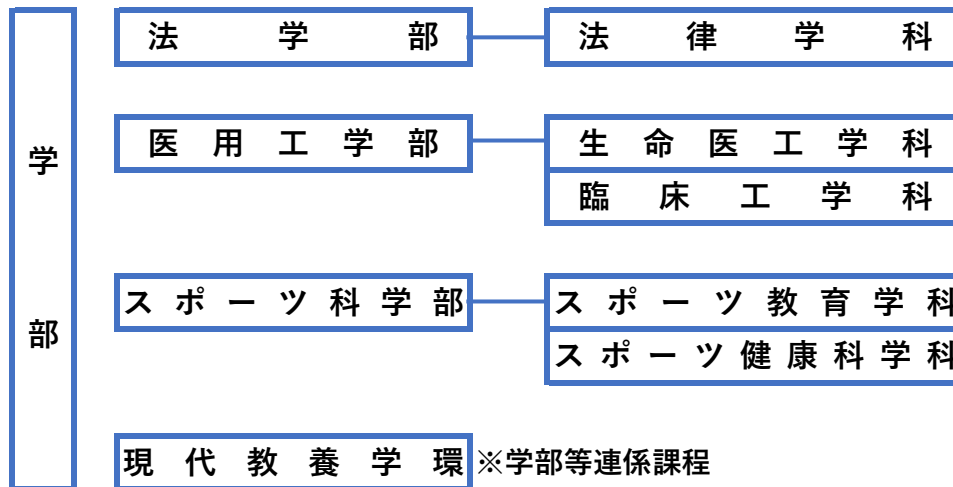 学部
法学部 法律学科
医用工学部 生命医工学科
臨床工学科
スポーツ科学部 スポーツ教育学科
スポーツ健康科学科
現代教養学環 ※学部等連係課程